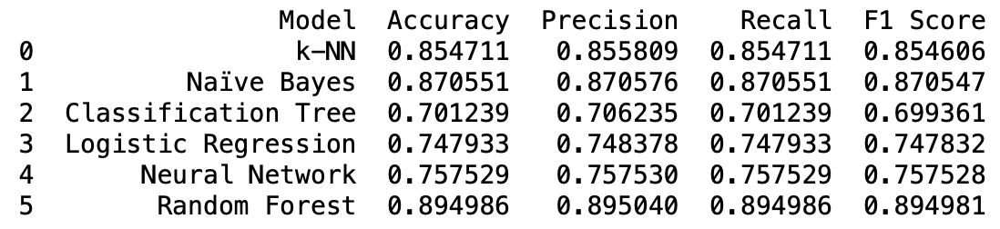 Model Accuracy Precision Recall F1 Score
0 k-NN 0.854711 0.855809 0.854711 0.854606
1 Naïve Bayes 0.870551 0.870576 0.870551 0.870547
2 Classification Tree 0.701239 0.706235 0.701239 0.699361
3 Logistic Regression 0.747933 0.748378 0.747933 0.747832
4 Neural Network 0.757529 0.757530 0.757529 0.757528
5 Random Forest 0.894986 0.895040 0.894986 0.894981